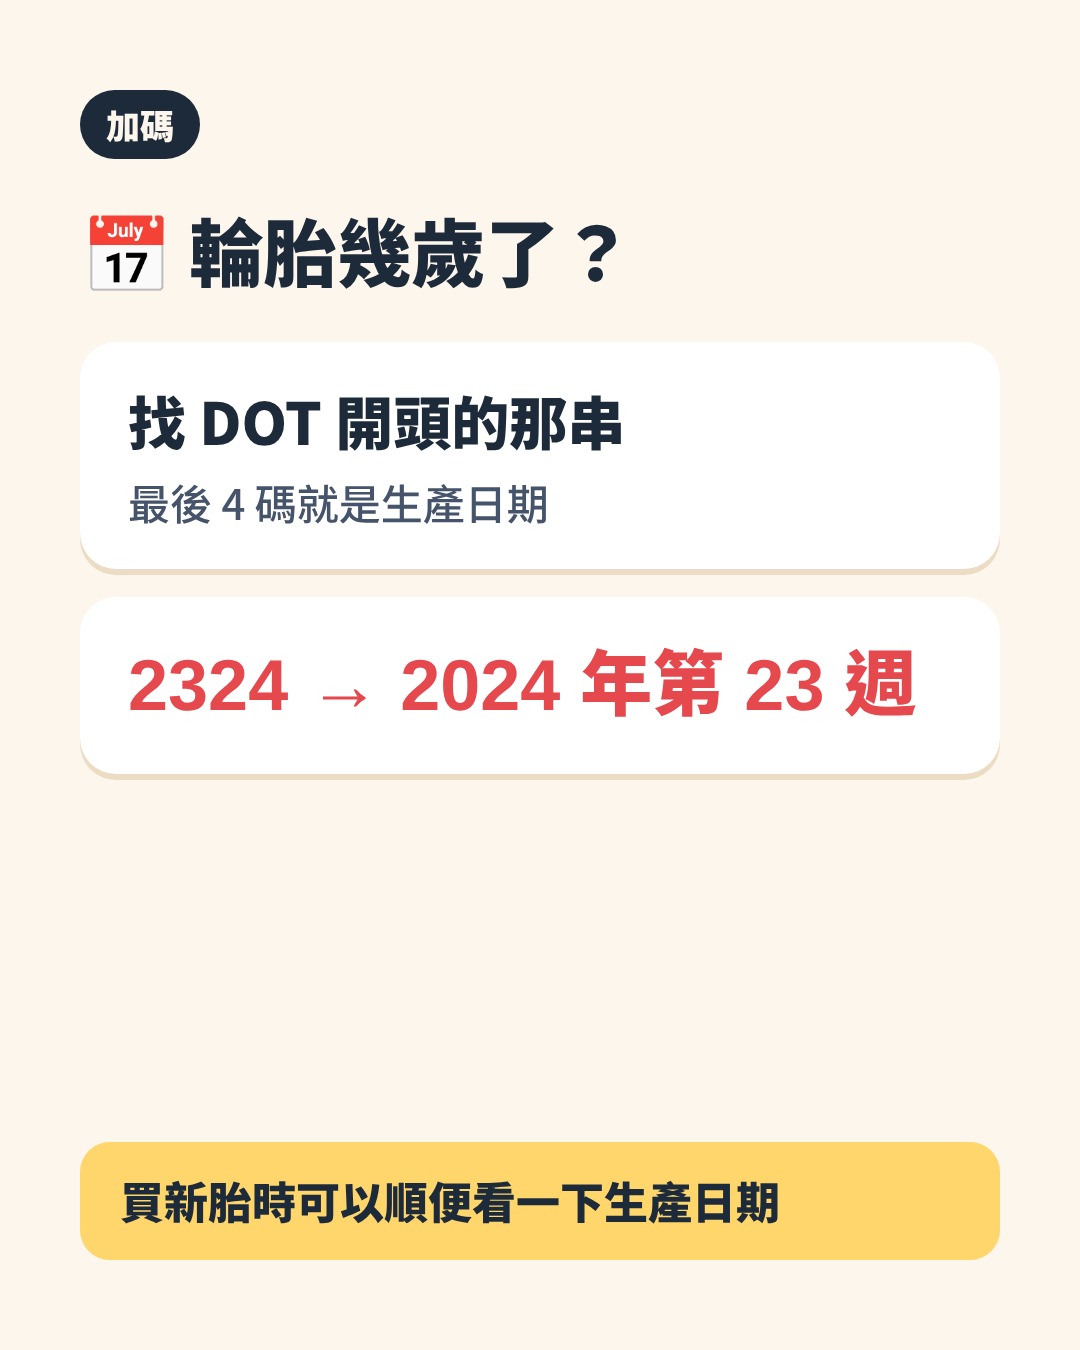 加碼
📅 輪胎幾歲了？
找 DOT 開頭的那串
最後 4 碼就是生產日期
2324 → 2024 年第 23 週
買新胎時可以順便看一下生產日期